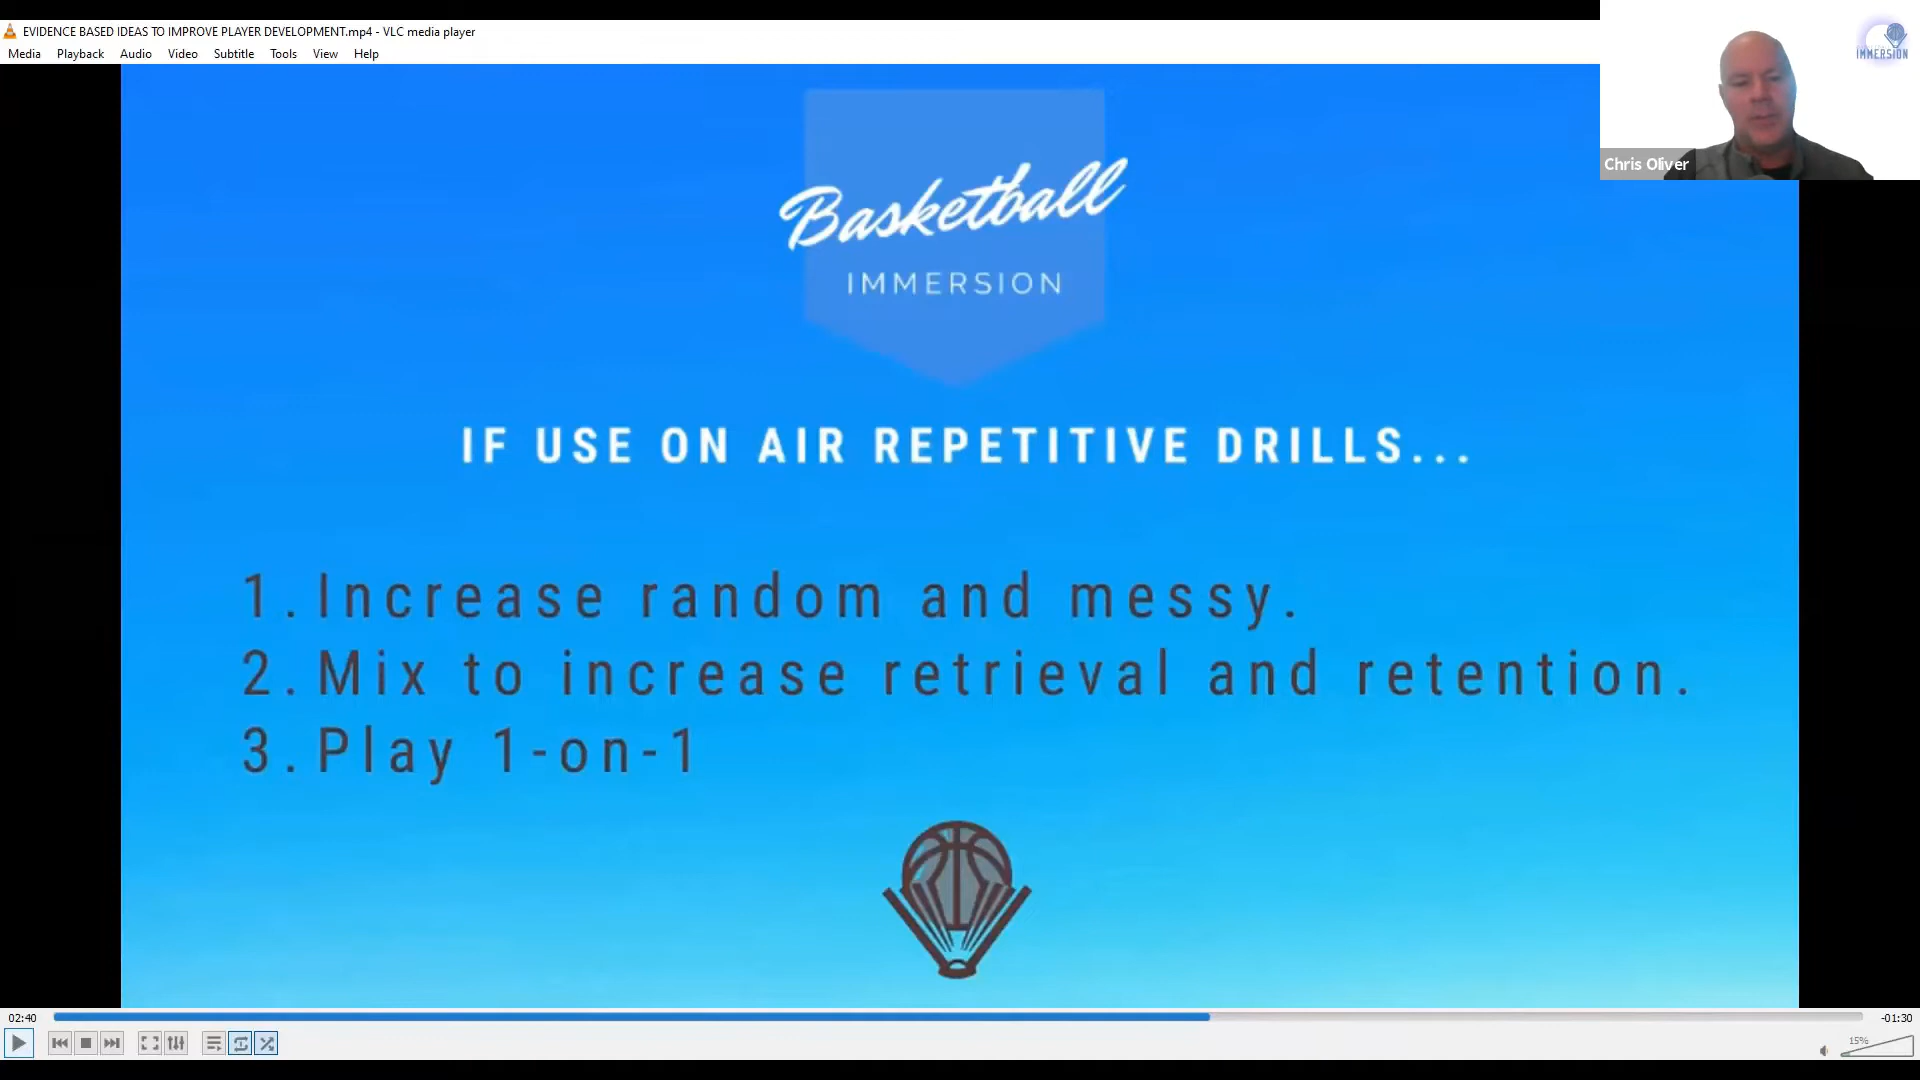 EVIDENCE BASED IDEAS TO IMPROVE PLAYER DEVELOPMENT.mp4 - VLC media player
Media Playback Audio Video Subtitle Tools View Help
IMMERSION
Chris Oliver
Basketball
IMMERSION
IF USE ON AIR REPETITIVE DRILLS...
1. Increase random and messy.
2. Mix to increase retrieval and retention.
3. Play 1-on-1
02:40
-01:30
15%